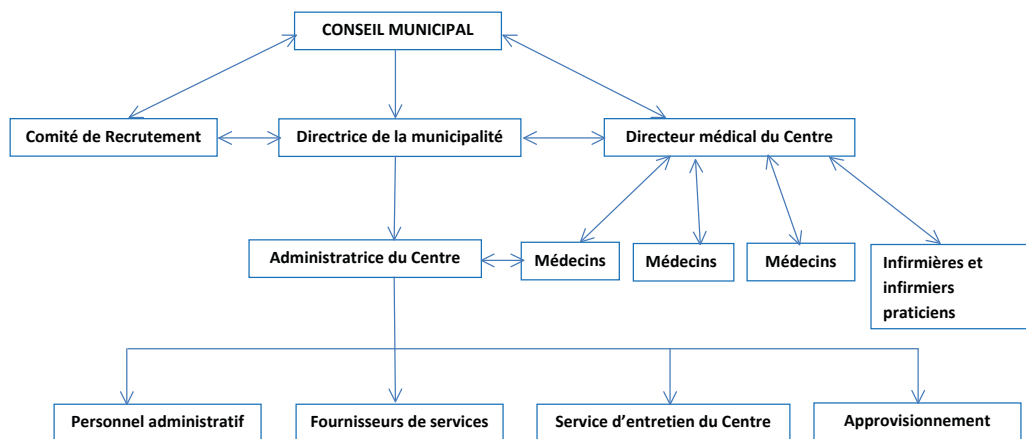 CONSEIL MUNICIPAL
Comité de Recrutement
Directrice de la municipalité
Directeur médical du Centre
Administratrice du Centre
Médecins
Médecins
Médecins
Infirmières et
infirmiers
praticiens
Personnel administratif
Fournisseurs de services
Service d’entretien du Centre
Approvisionnement